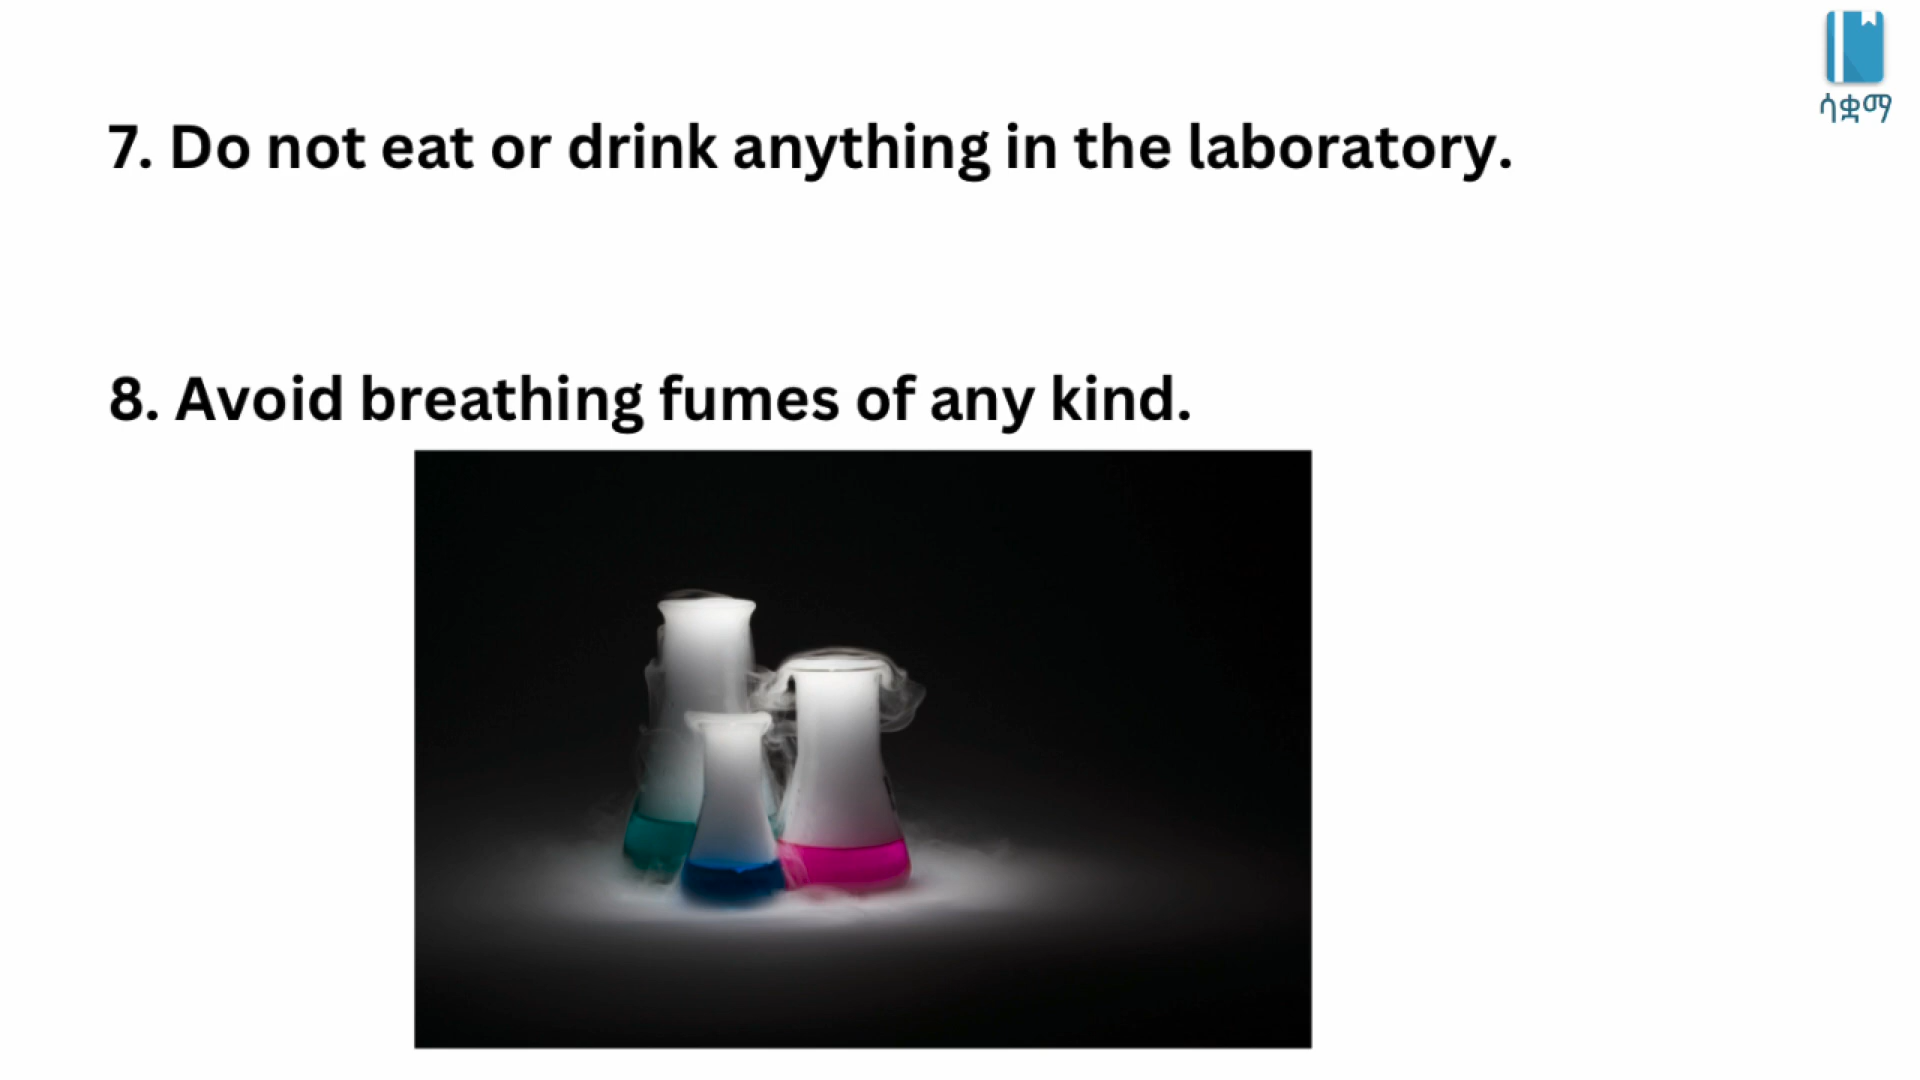 ሳቋማ
7. Do not eat or drink anything in the laboratory.
8. Avoid breathing fumes of any kind.